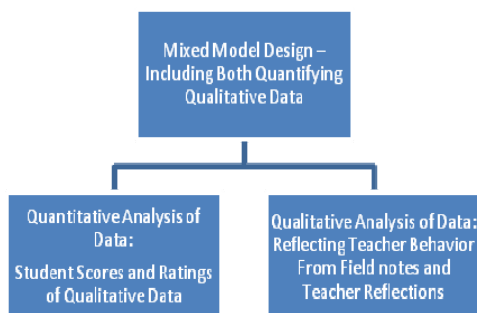 Mixed Model Design –
Including Both Quantifying
Qualitative Data
Quantitative Analysis of
Data:
Student Scores and Ratings
of Qualitative Data
Qualitative Analysis of Data:
Reflecting Teacher Behavior
From Field notes and
Teacher Reflections